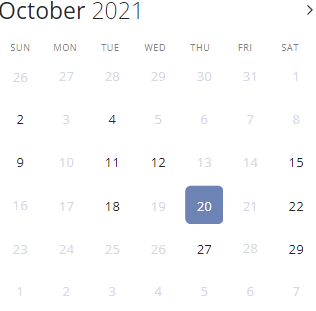 October 2021
SUN MON TUE WED THU FRI SAT
26 27 28 29 30 31 1
2 3 4 5 6 7 8
9 10 11 12 13 14 15
16 17 18 19 20 21 22
23 24 25 26 27 28 29
1 2 3 4 5 6 7